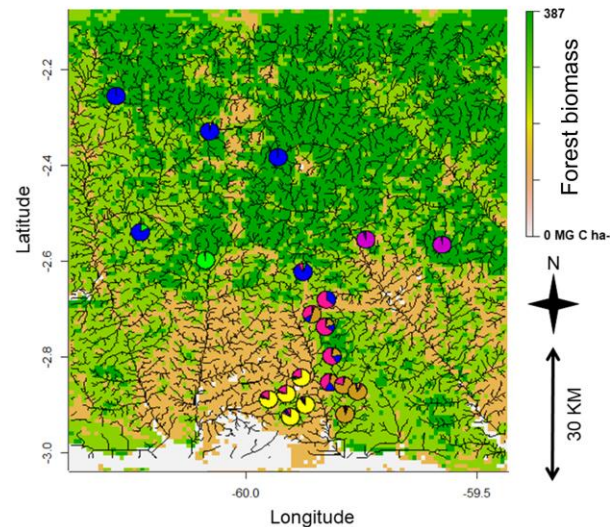 387
-2.2
-2.4
-2.6
-2.8
-3.0
Latitude
-60.0
-59.5
Longitude
Forest biomass
0 MG C ha-
N
30 KM